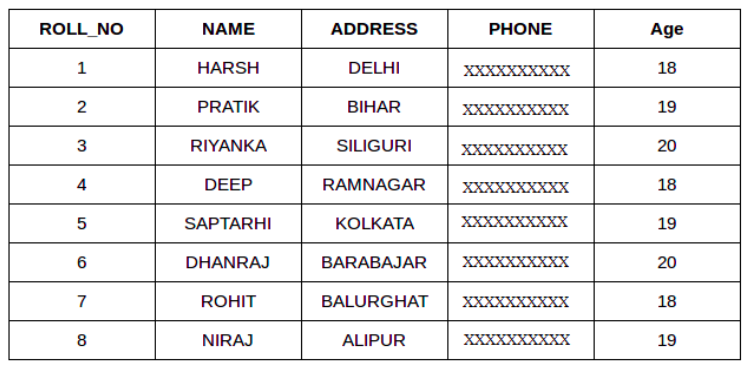 ROLL_NO NAME ADDRESS PHONE Age
1 HARSH DELHI XXXXXXXXXX 18
2 PRATIK BIHAR XXXXXXXXXX 19
3 RIYANKA SILIGURI XXXXXXXXXX 20
4 DEEP RAMNAGAR XXXXXXXXXX 18
5 SAPTARHI KOLKATA XXXXXXXXXX 19
6 DHANRAJ BARABAJAR XXXXXXXXXX 20
7 ROHIT BALURGHAT XXXXXXXXXX 18
8 NIRAJ ALIPUR XXXXXXXXXX 19